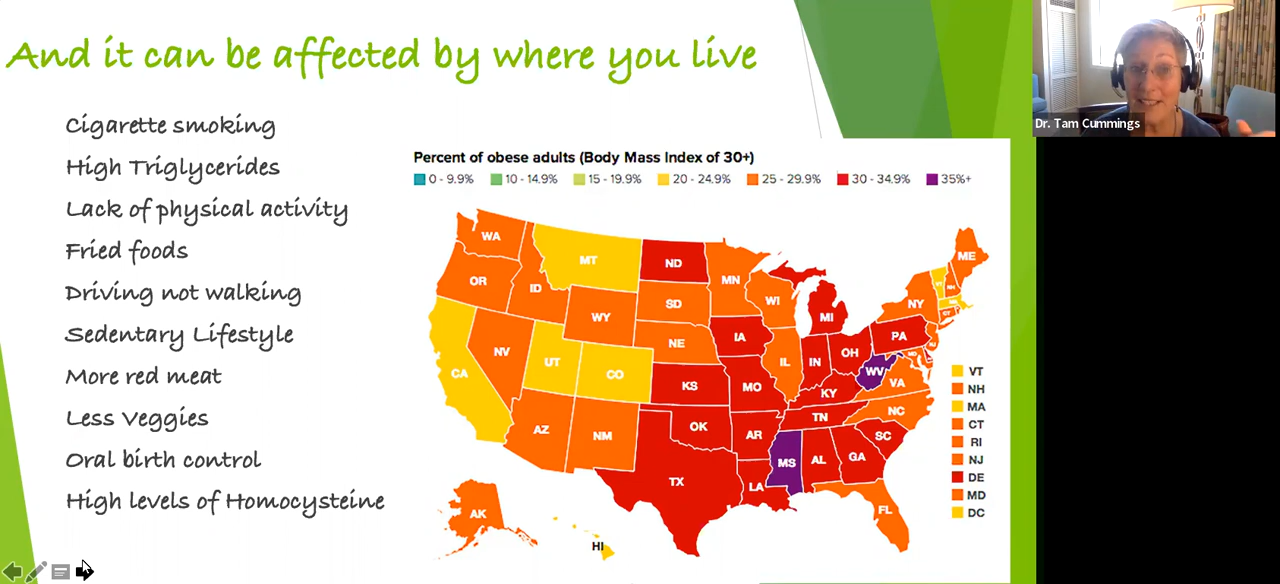 And it can be affected by where you live
Dr. Tam Cummings
Cigarette smoking
High Triglycerides
Lack of physical activity
Fried foods
Driving not walking
Sedentary Lifestyle
More red meat
Less Veggies
Oral birth control
High levels of Homocysteine
Percent of obese adults (Body Mass Index of 30+)
0 - 9.9% 10 - 14.9% 15 - 19.9% 20 - 24.9% 25 - 29.9% 30 - 34.9% 35%+
WA
MT
ND
MN
ME
OR
ID
SD
WI
VT
NH
WY
MI
NY
MA
CT
NV
NE
IA
PA
NJ
UT
CO
IL
IN
OH
MD
CA
KS
MO
WV
VA
KY
NC
AZ
NM
OK
AR
TN
SC
TX
LA
MS
AL
GA
AK
HI
FL
VT
NH
MA
CT
RI
NJ
DE
MD
DC